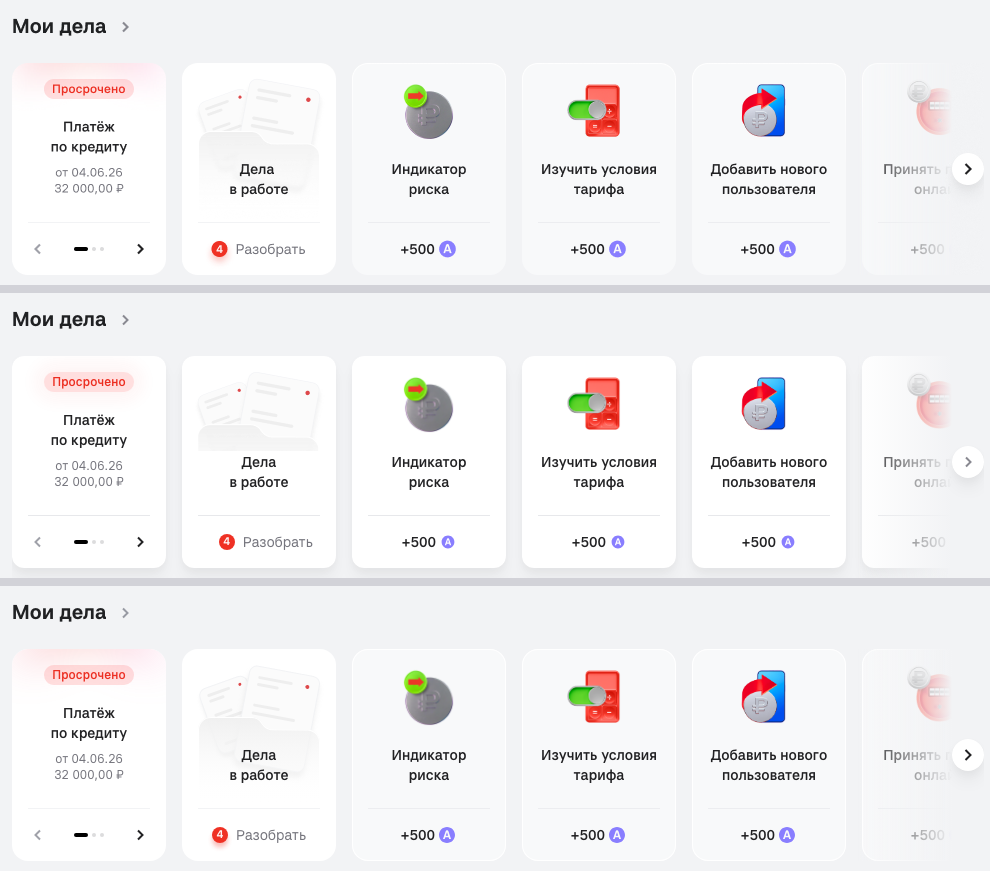 Мои дела
Просрочено
Платёж
по кредиту
от 04.06.26
32 000,00 ₽
Дела
в работе
4 Разобрать
Индикатор
риска
+500 A
Изучить условия
тарифа
+500 A
Добавить нового
пользователя
+500 A
Принять
+500
Мои дела
Просрочено
Платёж
по кредиту
от 04.06.26
32 000,00 ₽
Дела
в работе
4 Разобрать
Индикатор
риска
+500 A
Изучить условия
тарифа
+500 A
Добавить нового
пользователя
+500 A
Принять
+500
Мои дела
Просрочено
Платёж
по кредиту
от 04.06.26
32 000,00 ₽
Дела
в работе
4 Разобрать
Индикатор
риска
+500 A
Изучить условия
тарифа
+500 A
Добавить нового
пользователя
+500 A
Принять
+500